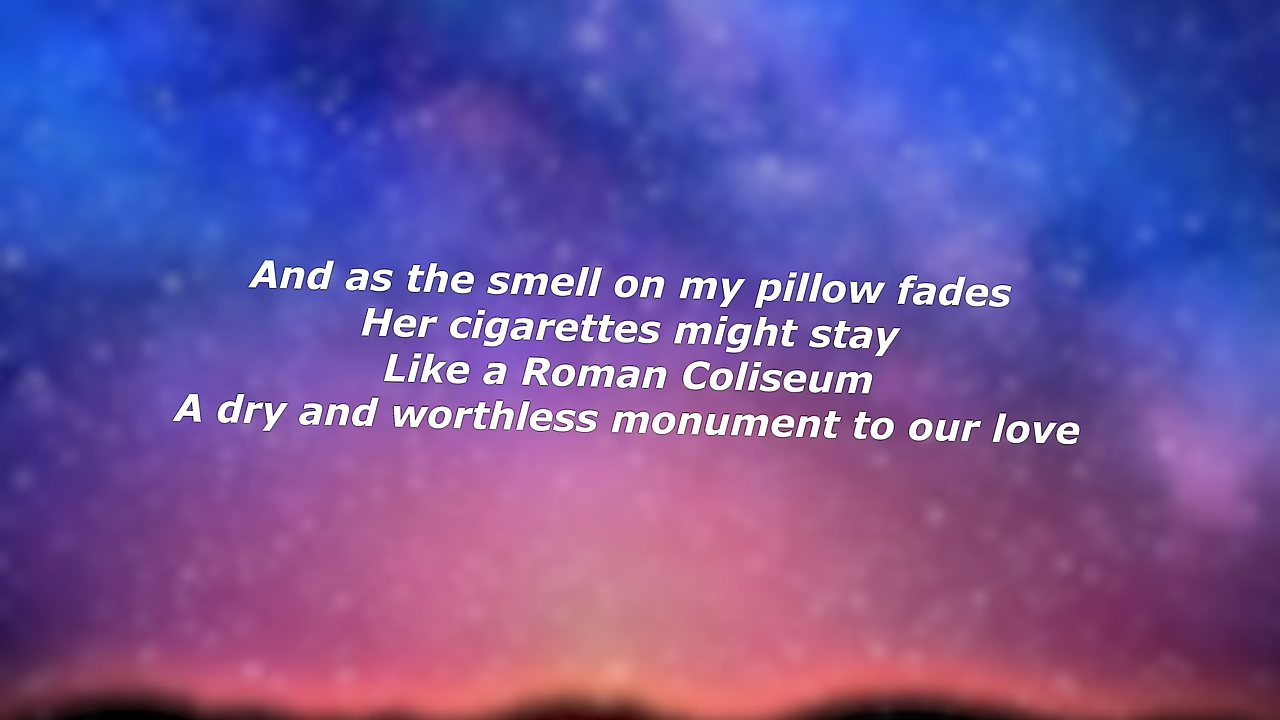 And as the smell on my pillow fades
Her cigarettes might stay
Like a Roman Coliseum
A dry and worthless monument to our love